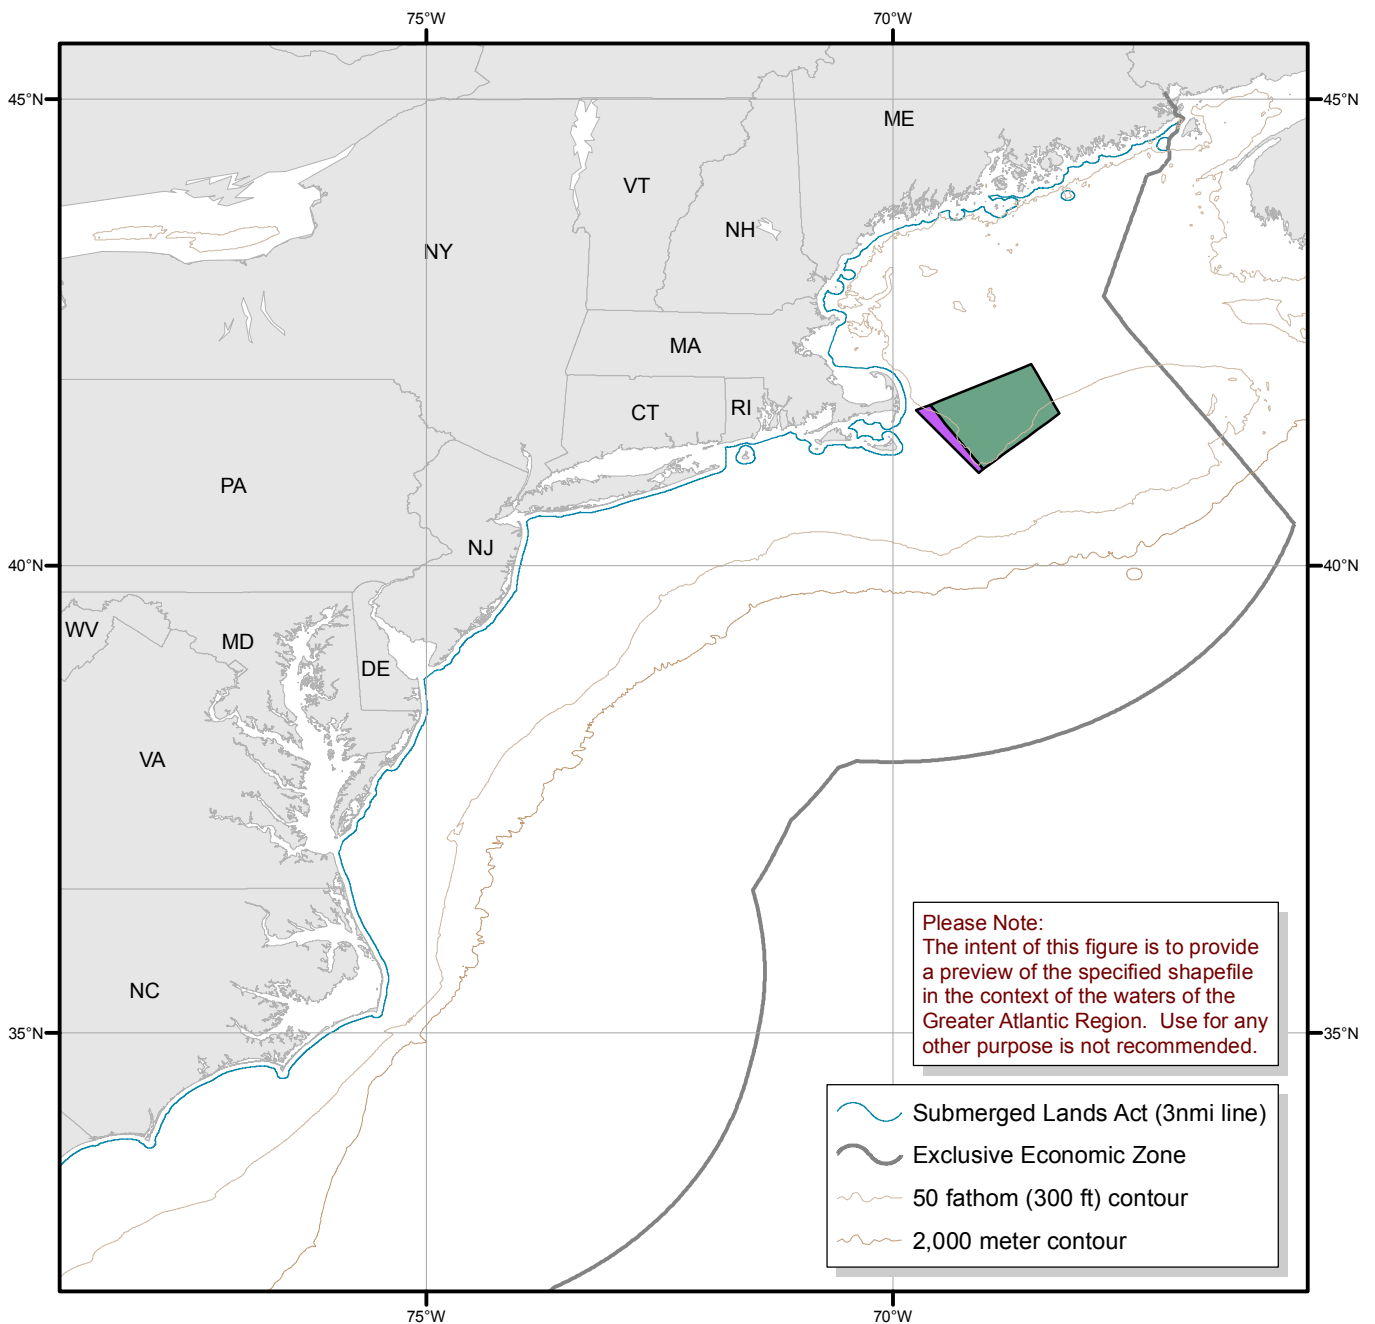 75°W
70°W
45°N
45°N
ME
VT
NH
NY
MA
CT
RI
PA
NJ
40°N
40°N
WV
MD
DE
VA
NC
35°N
35°N
Please Note:
The intent of this figure is to provide
a preview of the specified shapefile
in the context of the waters of the
Greater Atlantic Region.  Use for any
other purpose is not recommended.
Submerged Lands Act (3nmi line)
Exclusive Economic Zone
50 fathom (300 ft) contour
2,000 meter contour
75°W
70°W